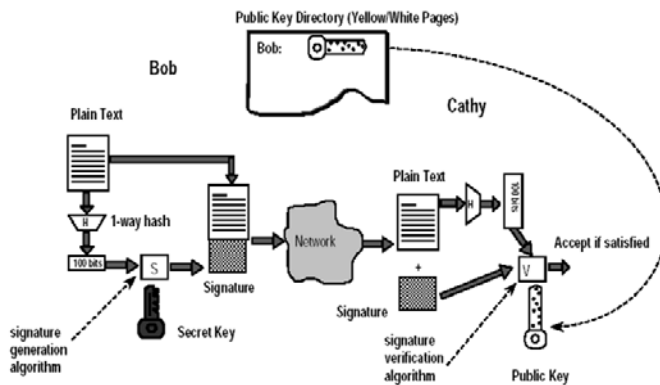 Public Key Directory (Yellow/White Pages)
Bob:
Bob
Cathy
Plain Text
H
1-way hash
100 bits
S
Signature
signature
generation
algorithm
Secret Key
Network
Plain Text
H
100 bits
+
Signature
V
Accept if satisfied
signature
verification
algorithm
Public Key